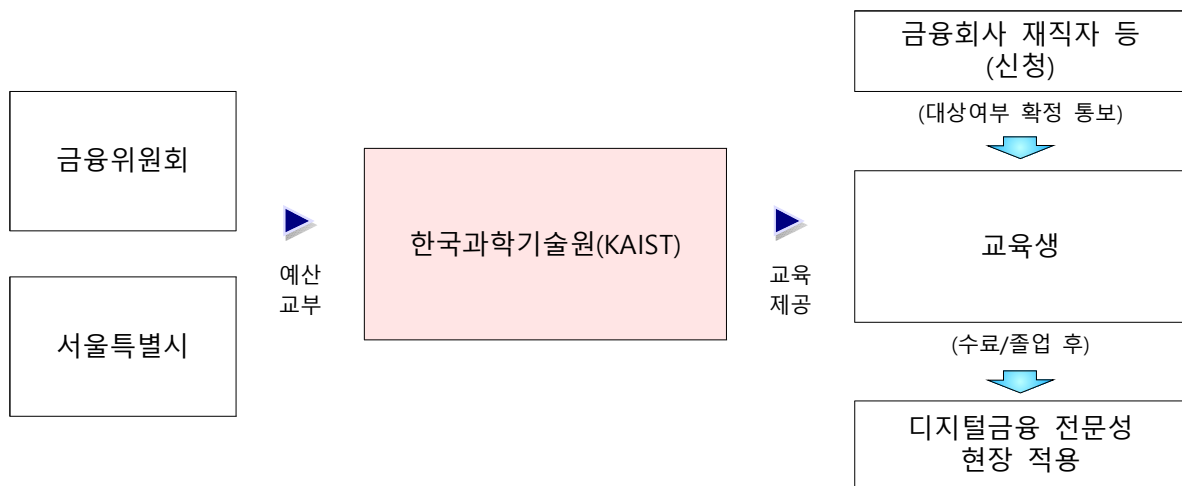 금융위원회
서울특별시
예산
교부
한국과학기술원(KAIST)
교육
제공
금융회사 재직자 등
(신청)
(대상여부 확정 통보)
교육생
(수료/졸업 후)
디지털금융 전문성
현장 적용